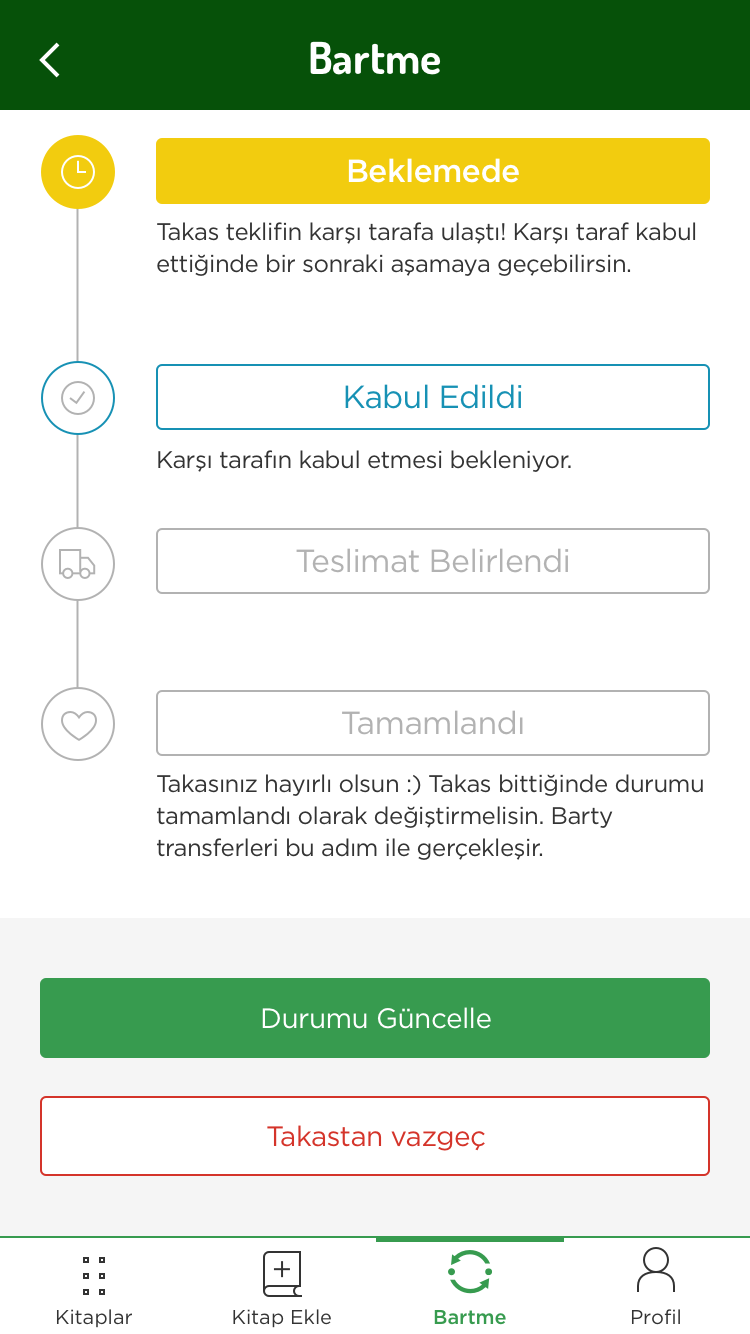 Bartme
Beklemede
Takas teklifin karşı tarafa ulaştı! Karşı taraf kabul
ettiğinde bir sonraki aşamaya geçebilirsin.
Kabul Edildi
Karşı tarafın kabul etmesi bekleniyor.
Teslimat Belirlendi
Tamamlandı
Takasınız hayırlı olsun :) Takas bittiğinde durumu
tamamlandı olarak değiştirmelisin. Barty
transferleri bu adım ile gerçekleşir.
Durumu Güncelle
Takastan vazgeç
Kitaplar
Kitap Ekle
Bartme
Profil